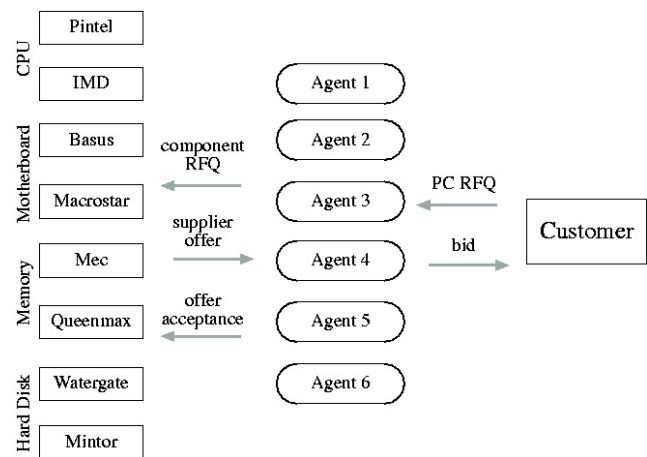 CPU
Pintel
IMD
Motherboard
Basus
Macrostar
Memory
Mec
Queenmax
Hard Disk
Watergate
Mintor
component
RFQ
supplier
offer
offer
acceptance
Agent 1
Agent 2
Agent 3
Agent 4
Agent 5
Agent 6
PC RFQ
bid
Customer